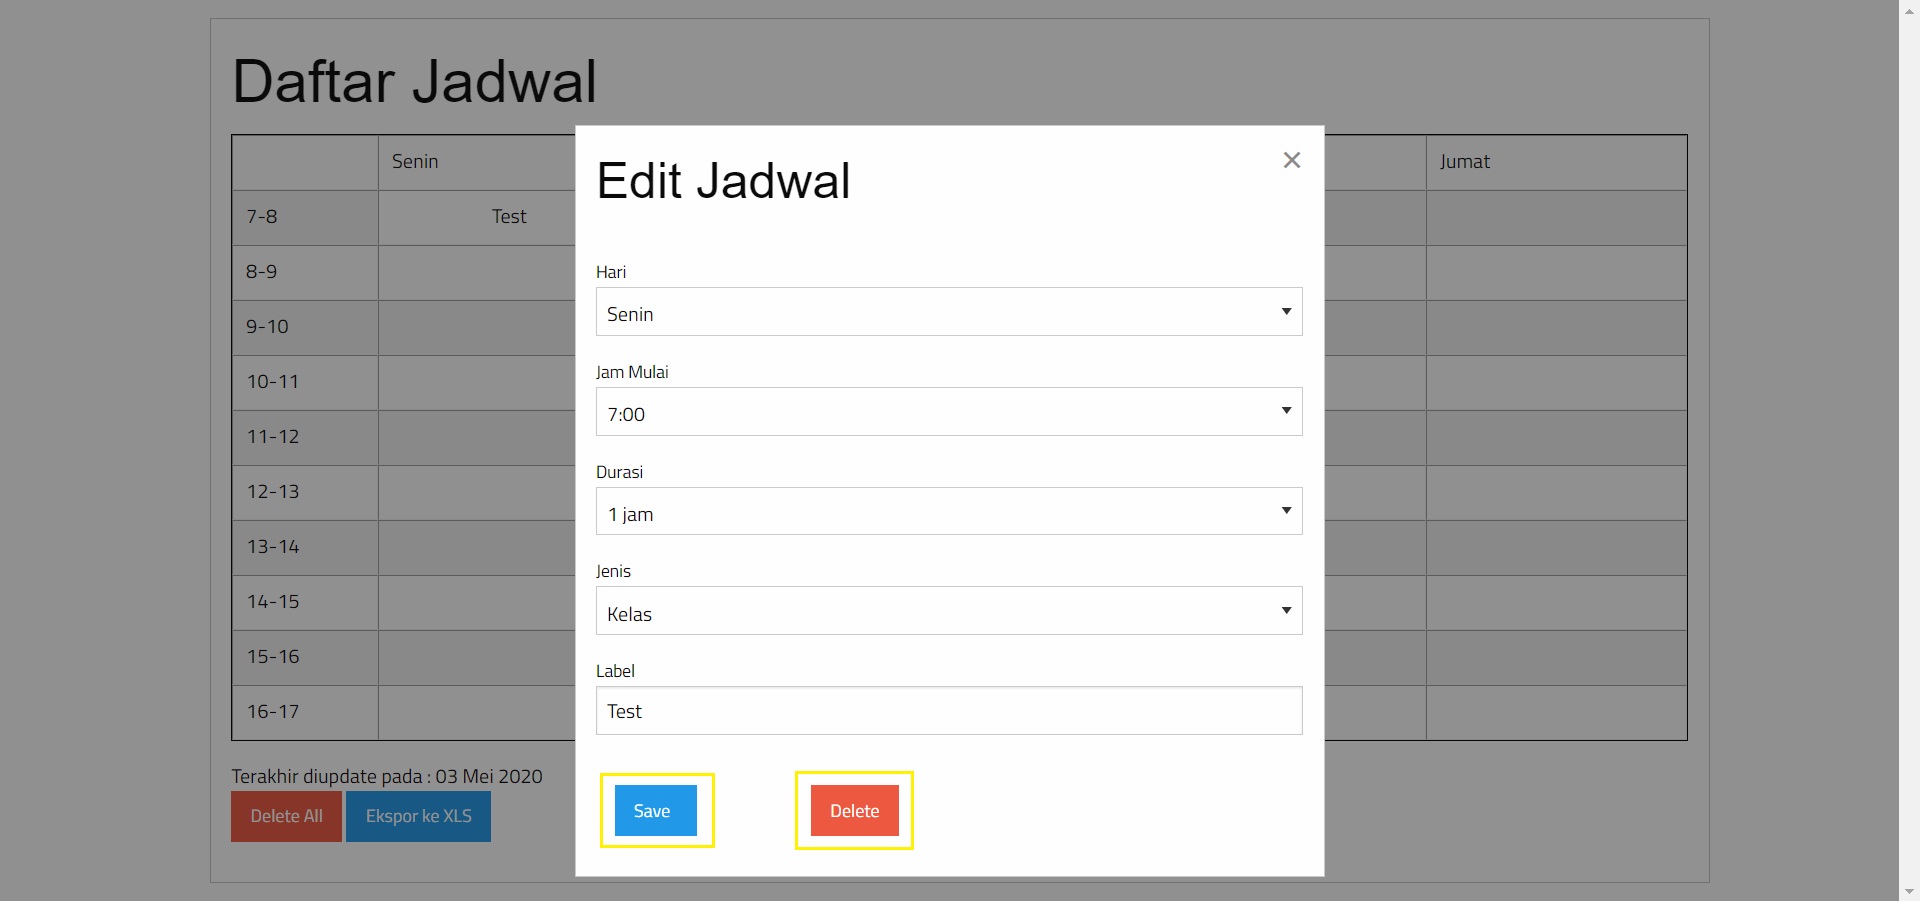 Daftar Jadwal
Senin
Jumat
7-8
Test
8-9
9-10
10-11
11-12
12-13
13-14
14-15
15-16
16-17
Terakhir diupdate pada : 03 Mei 2020
Delete All
Ekspor ke XLS
Edit Jadwal
×
Hari
Senin
Jam Mulai
7:00
Durasi
1 jam
Jenis
Kelas
Label
Test
Save
Delete